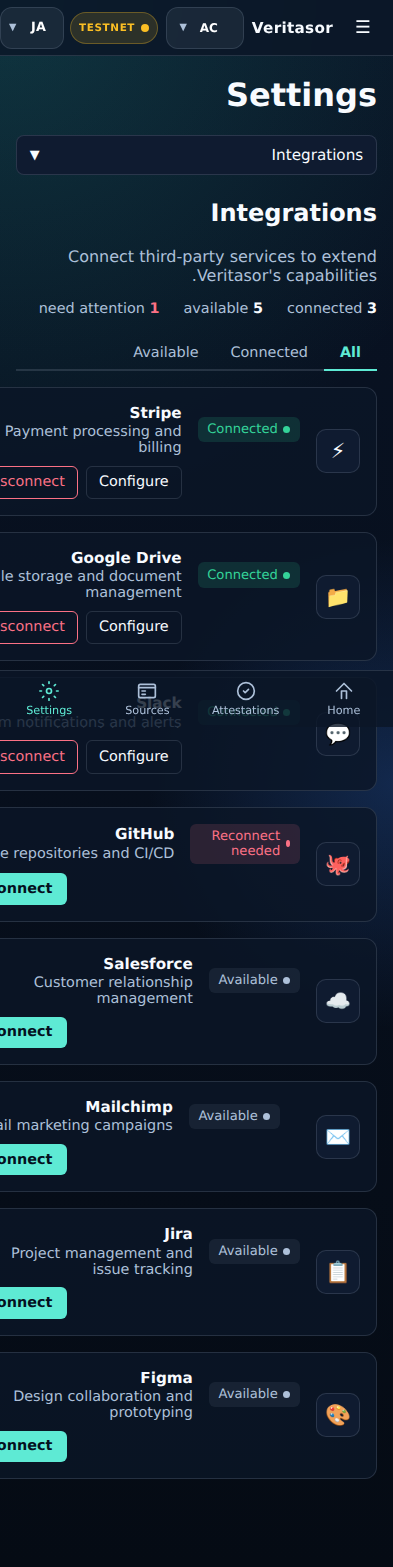 Veritasor
AC
TESTNET
JA
Settings
Integrations
Integrations
Connect third-party services to extend
.Veritasor's capabilities
3 connected
5 available
1 need attention
All
Connected
Available
Stripe
Connected
Payment processing and
billing
Configure
sconnect
Google Drive
Connected
le storage and document
management
Configure
sconnect
Slack
m notifications and alerts
Configure
sconnect
Home
Attestations
Sources
Settings
GitHub
Reconnect
needed
e repositories and CI/CD
onnect
Salesforce
Available
Customer relationship
management
onnect
Mailchimp
Available
ail marketing campaigns
onnect
Jira
Available
Project management and
issue tracking
onnect
Figma
Available
Design collaboration and
prototyping
onnect